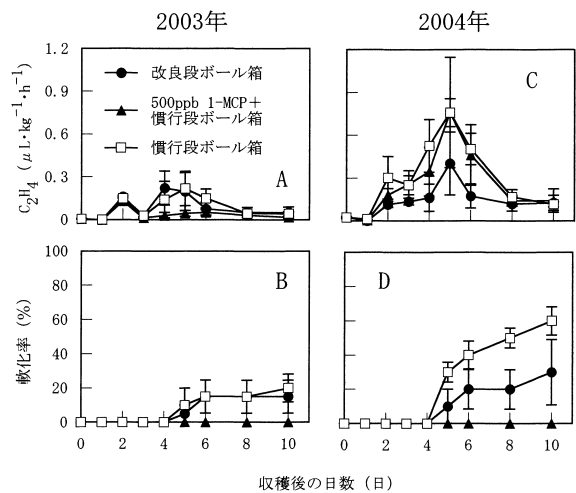 2003年
2004年
C₂H₄ (μL·kg⁻¹·h⁻¹)
1.2
0.9
0.6
0.3
0
改良段ボール箱
500ppb 1-MCP+
慣行段ボール箱
慣行段ボール箱
A
C
軟化率 (%)
100
80
60
40
20
0
B
D
0 2 4 6 8 10
0 2 4 6 8 10
収穫後の日数 (日)